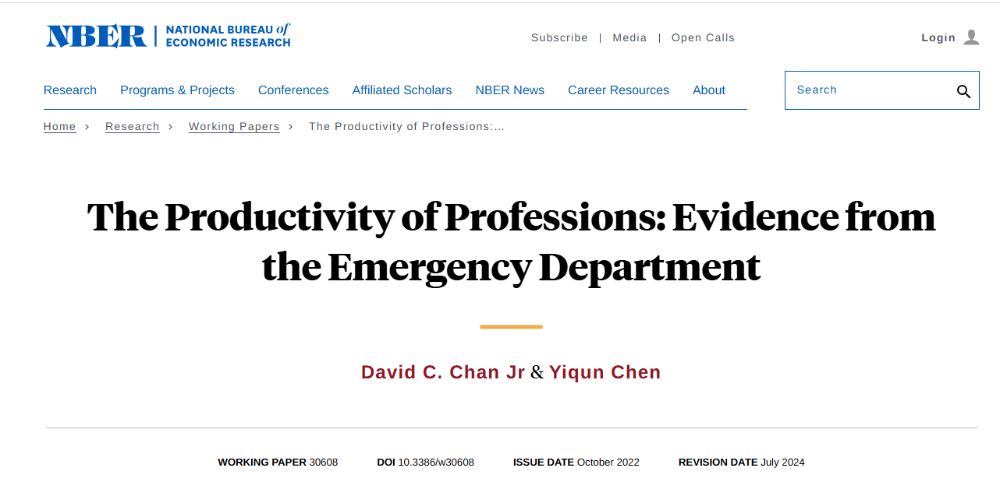 NBER | NATIONAL BUREAU of
ECONOMIC RESEARCH
Subscribe | Media | Open Calls
Login
Research Programs & Projects Conferences Affiliated Scholars NBER News Career Resources About
Search
Home > Research > Working Papers > The Productivity of Professions:...
The Productivity of Professions: Evidence from
the Emergency Department
David C. Chan Jr & Yiqun Chen
WORKING PAPER 30608 DOI 10.3386/w30608 ISSUE DATE October 2022 REVISION DATE July 2024